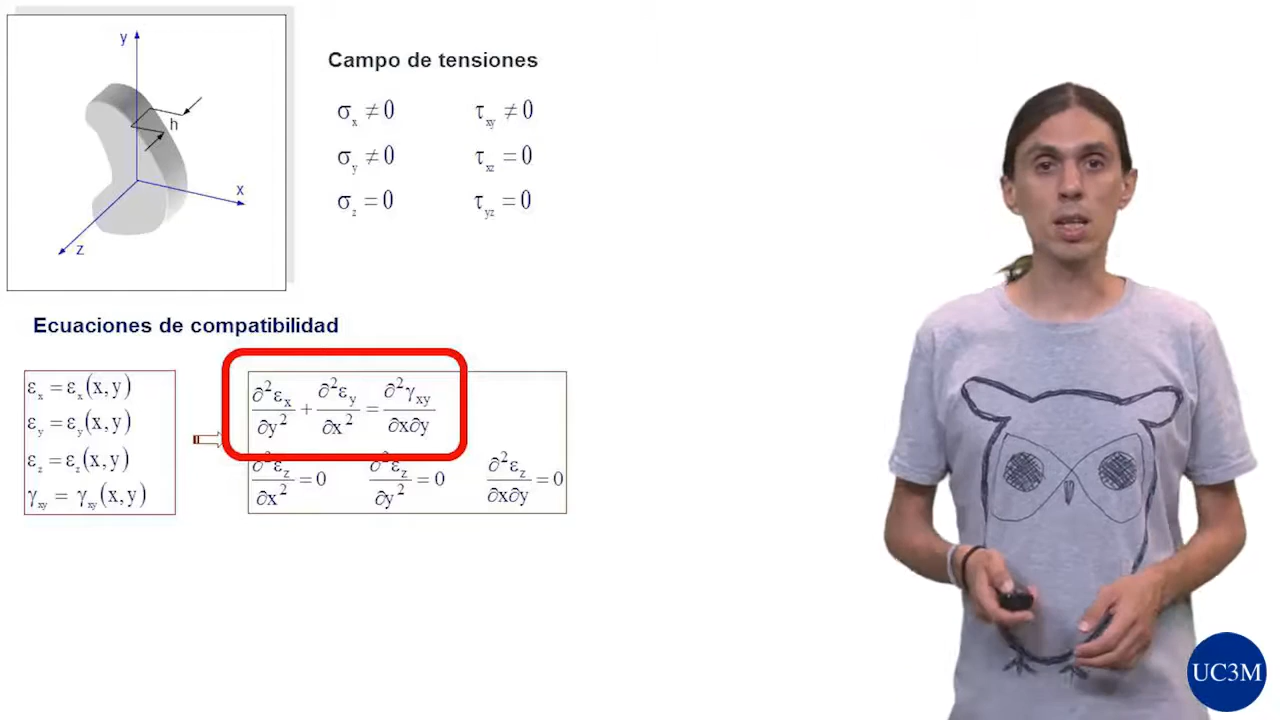 y
h
x
z
Campo de tensiones
σx ≠ 0 τxy ≠ 0
σy ≠ 0 τxz = 0
σz = 0 τyz = 0
Ecuaciones de compatibilidad
εx = εx(x, y)
εy = εy(x, y)
εz = εz(x, y)
γxy = γxy(x, y)
∂²εx/∂y² + ∂²εy/∂x² = ∂²γxy/∂x∂y
∂²εz/∂x² = 0 ∂²εz/∂y² = 0 ∂²εz/∂x∂y = 0
UC3M